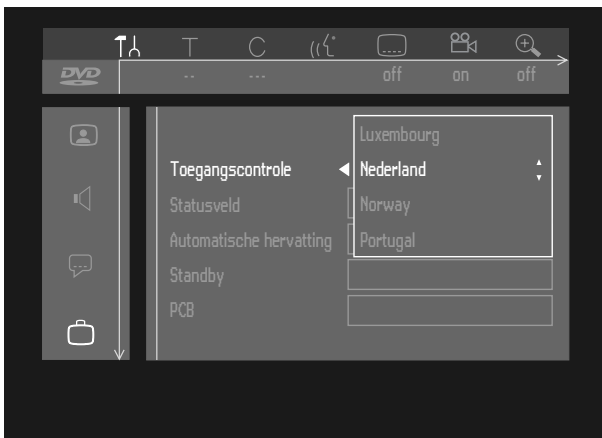 T C
DVD -- --- off on off
Luxembourg
Toegangscontrole Nederland
Statusveld Norway
Automatische hervatting Portugal
Standby
PCB